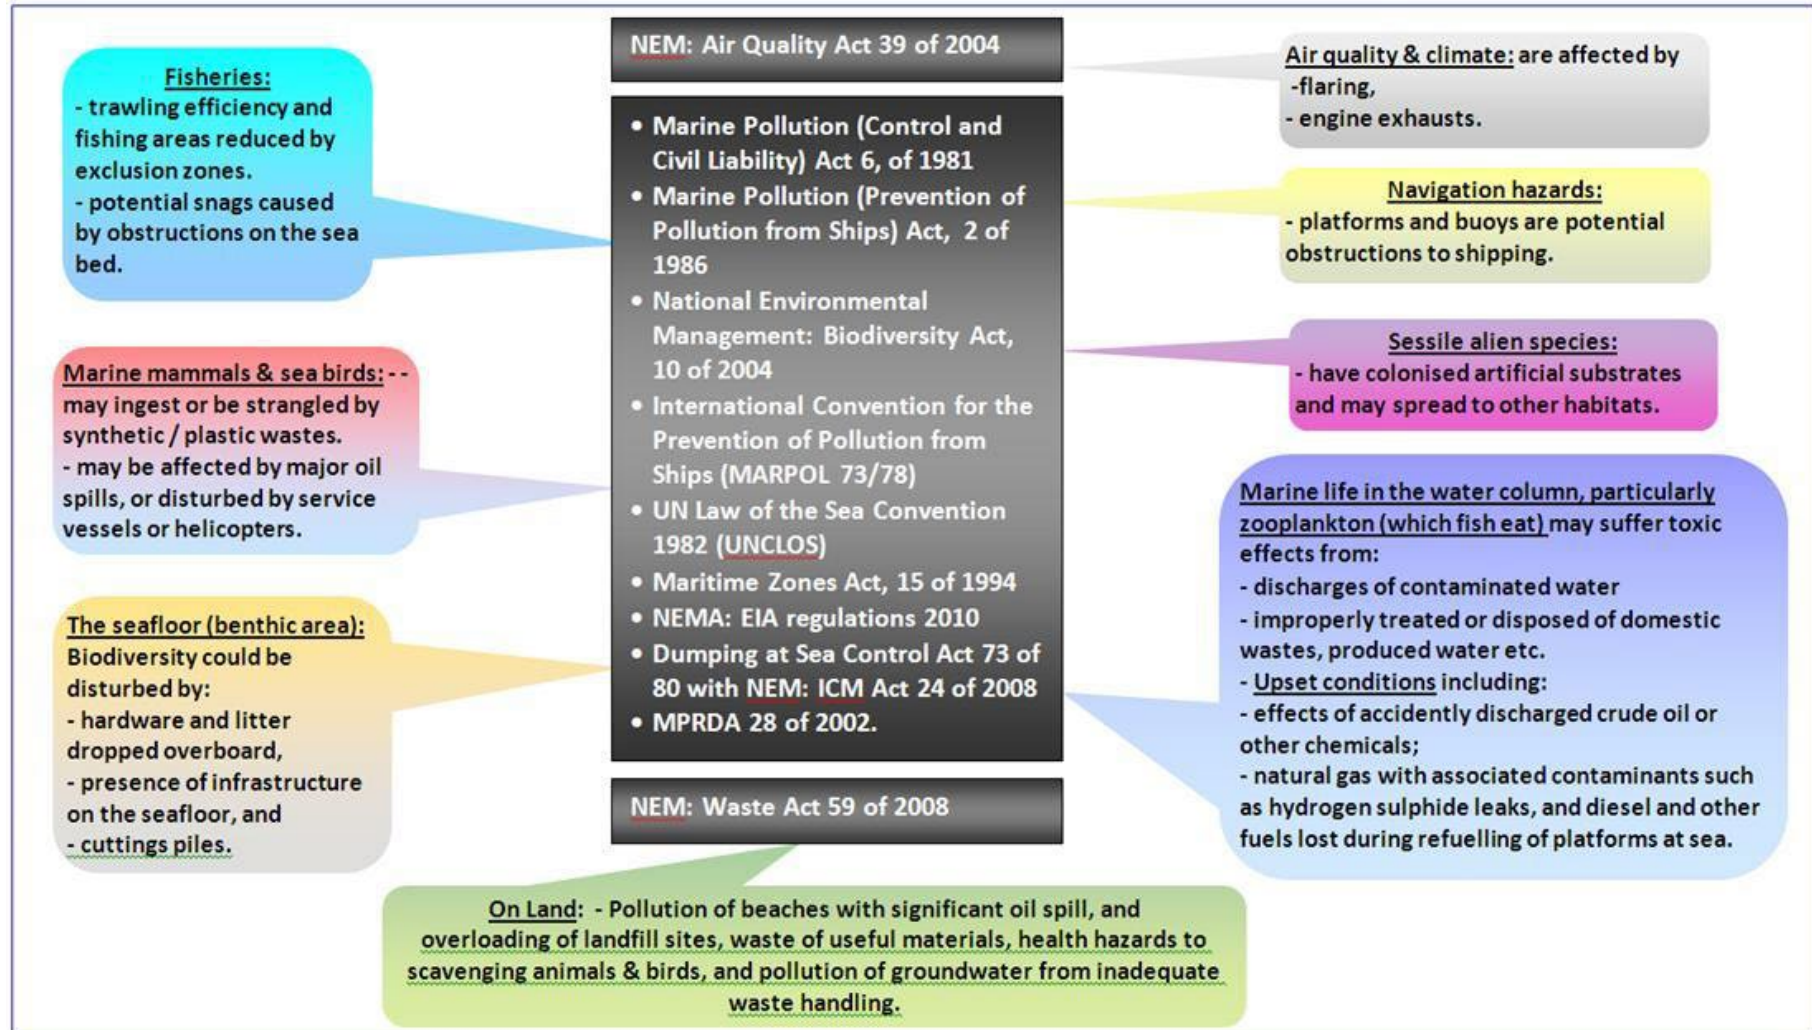 NEM: Air Quality Act 39 of 2004
Fisheries:
- trawling efficiency and
fishing areas reduced by
exclusion zones.
- potential snags caused
by obstructions on the sea
bed.
Marine mammals & sea birds: - -
may ingest or be strangled by
synthetic / plastic wastes.
- may be affected by major oil
spills, or disturbed by service
vessels or helicopters.
The seafloor (benthic area):
Biodiversity could be
disturbed by:
- hardware and litter
dropped overboard,
- presence of infrastructure
on the seafloor, and
- cuttings piles.
• Marine Pollution (Control and
Civil Liability) Act 6, of 1981
• Marine Pollution (Prevention of
Pollution from Ships) Act, 2 of
1986
• National Environmental
Management: Biodiversity Act,
10 of 2004
• International Convention for the
Prevention of Pollution from
Ships (MARPOL 73/78)
• UN Law of the Sea Convention
1982 (UNCLOS)
• Maritime Zones Act, 15 of 1994
• NEMA: EIA regulations 2010
• Dumping at Sea Control Act 73 of
80 with NEM: ICM Act 24 of 2008
• MPRDA 28 of 2002.
NEM: Waste Act 59 of 2008
Air quality & climate: are affected by
-flaring,
- engine exhausts.
Navigation hazards:
- platforms and buoys are potential
obstructions to shipping.
Sessile alien species:
- have colonised artificial substrates
and may spread to other habitats.
Marine life in the water column, particularly
zooplankton (which fish eat) may suffer toxic
effects from:
- discharges of contaminated water
- improperly treated or disposed of domestic
wastes, produced water etc.
- Upset conditions including:
- effects of accidently discharged crude oil or
other chemicals;
- natural gas with associated contaminants such
as hydrogen sulphide leaks, and diesel and other
fuels lost during refuelling of platforms at sea.
On Land: - Pollution of beaches with significant oil spill, and
overloading of landfill sites, waste of useful materials, health hazards to
scavenging animals & birds, and pollution of groundwater from inadequate
waste handling.